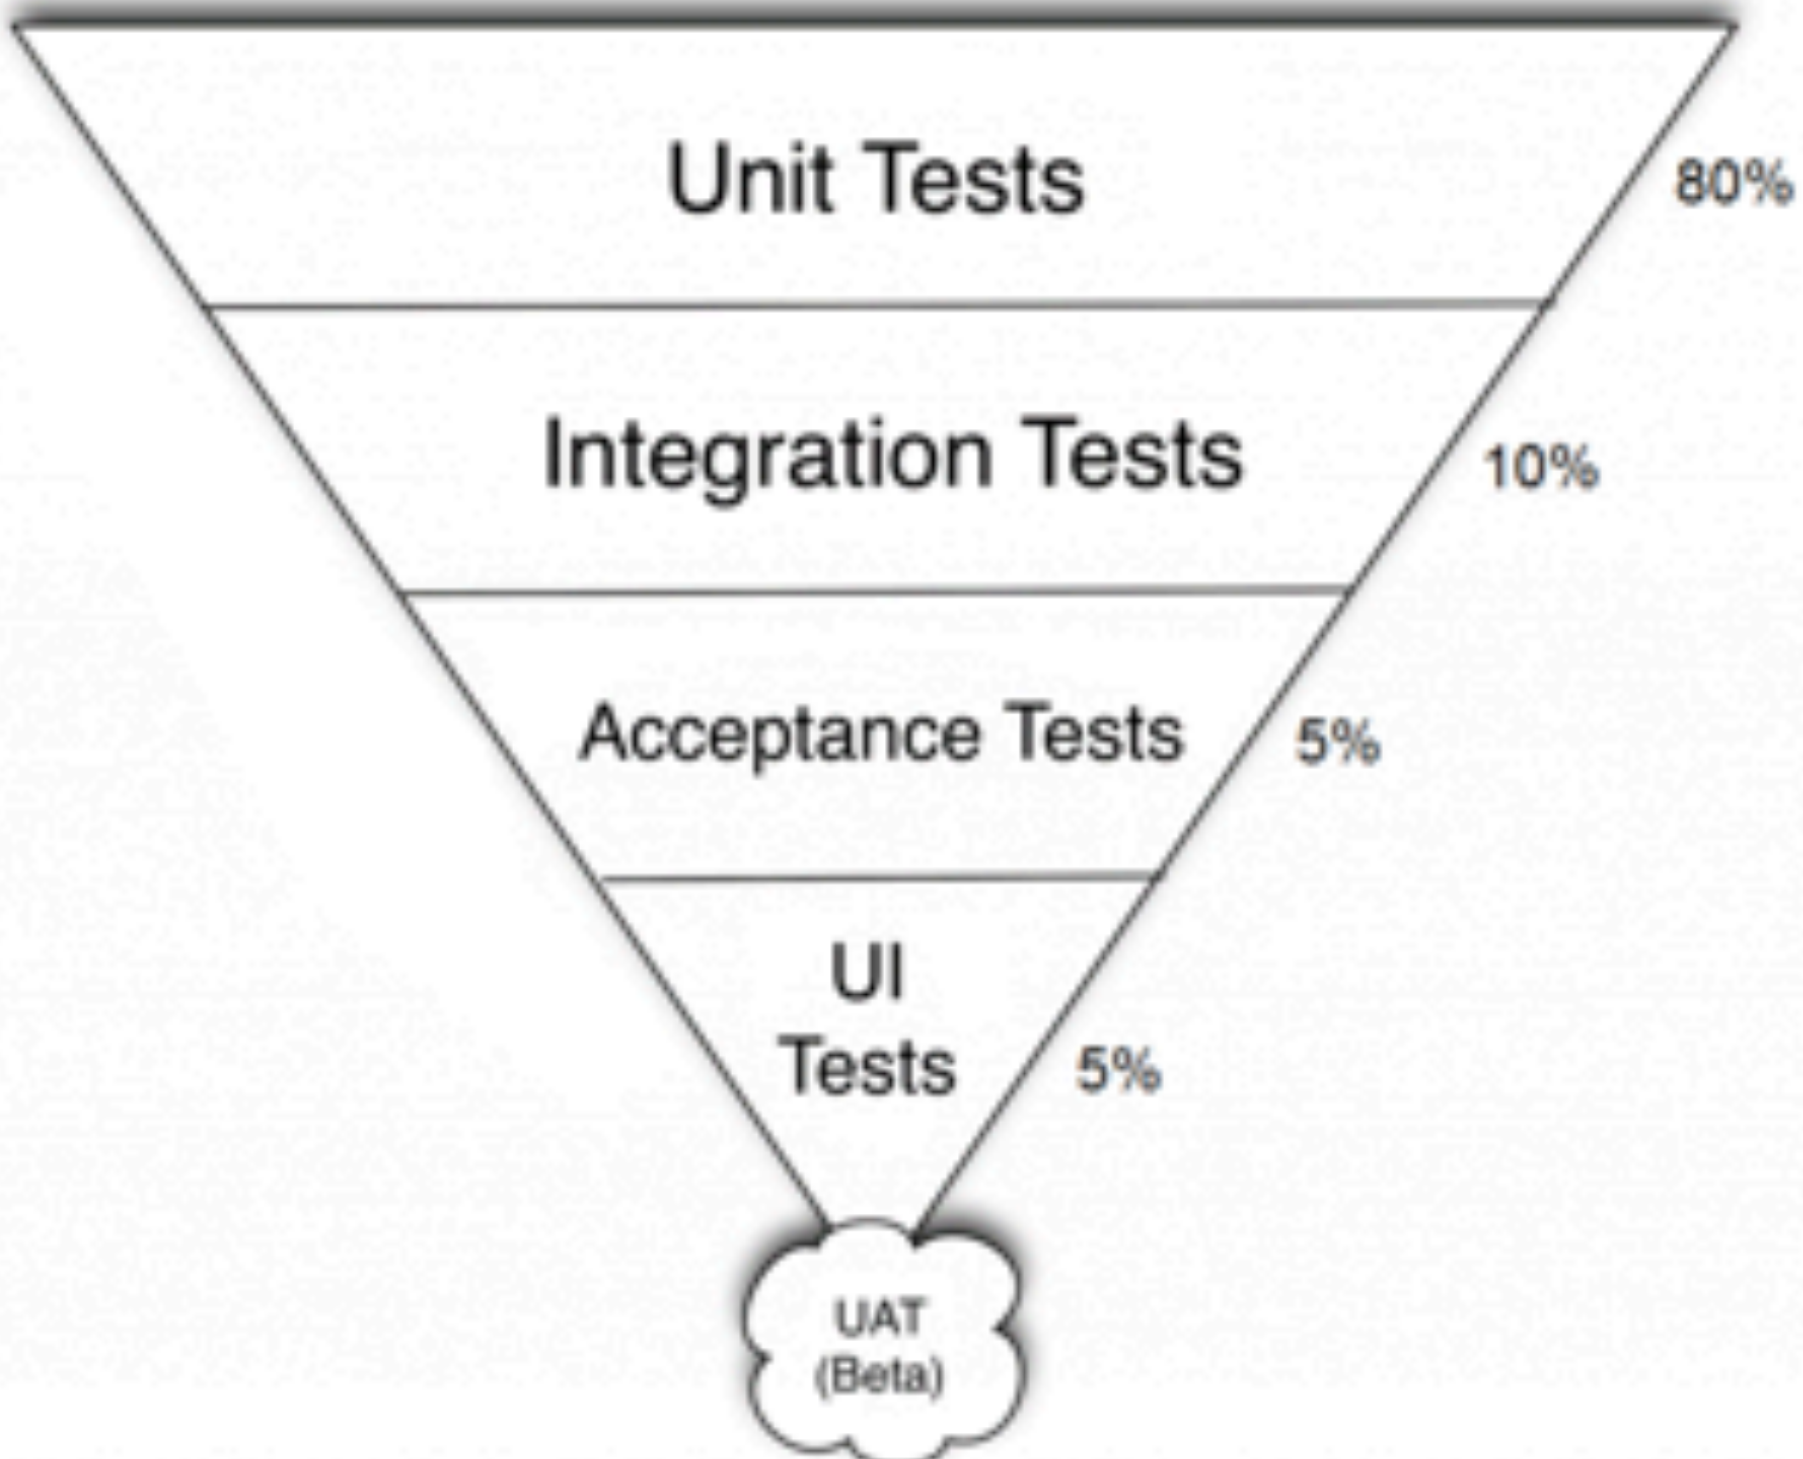 Unit Tests
80%
Integration Tests
10%
Acceptance Tests
5%
UI
Tests
5%
UAT
(Beta)